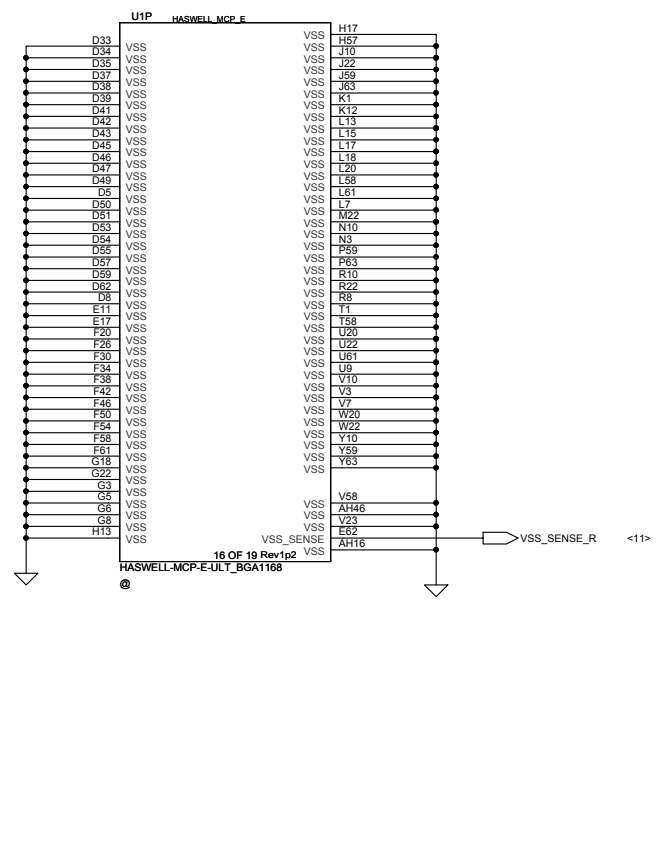 U1P HASWELL_MCP_E
H17 VSS
D33 VSS VSS H57
D34 VSS VSS J10
D35 VSS VSS J22
D37 VSS VSS J59
D38 VSS VSS J63
D39 VSS VSS K1
D41 VSS VSS K12
D42 VSS VSS L13
D43 VSS VSS L15
D45 VSS VSS L17
D46 VSS VSS L18
D47 VSS VSS L20
D49 VSS VSS L58
D5 VSS VSS L61
D50 VSS VSS L7
D51 VSS VSS M22
D53 VSS VSS N10
D54 VSS VSS N3
D55 VSS VSS P59
D57 VSS VSS P63
D59 VSS VSS R10
D62 VSS VSS R22
D8 VSS VSS R8
E11 VSS VSS T1
E17 VSS VSS T58
F20 VSS VSS U20
F26 VSS VSS U22
F30 VSS VSS U61
F34 VSS VSS U9
F38 VSS VSS V10
F42 VSS VSS V3
F46 VSS VSS V7
F50 VSS VSS W20
F54 VSS VSS W22
F58 VSS VSS Y10
F61 VSS VSS Y59
G18 VSS VSS Y63
G22 VSS
G3 VSS
G5 VSS VSS V58
G6 VSS VSS AH46
G8 VSS VSS V23
H13 VSS VSS_SENSE E62 VSS_SENSE_R <11>
VSS AH16
16 OF 19 Rev1p2
HASWELL-MCP-E-ULT_BGA1168
@